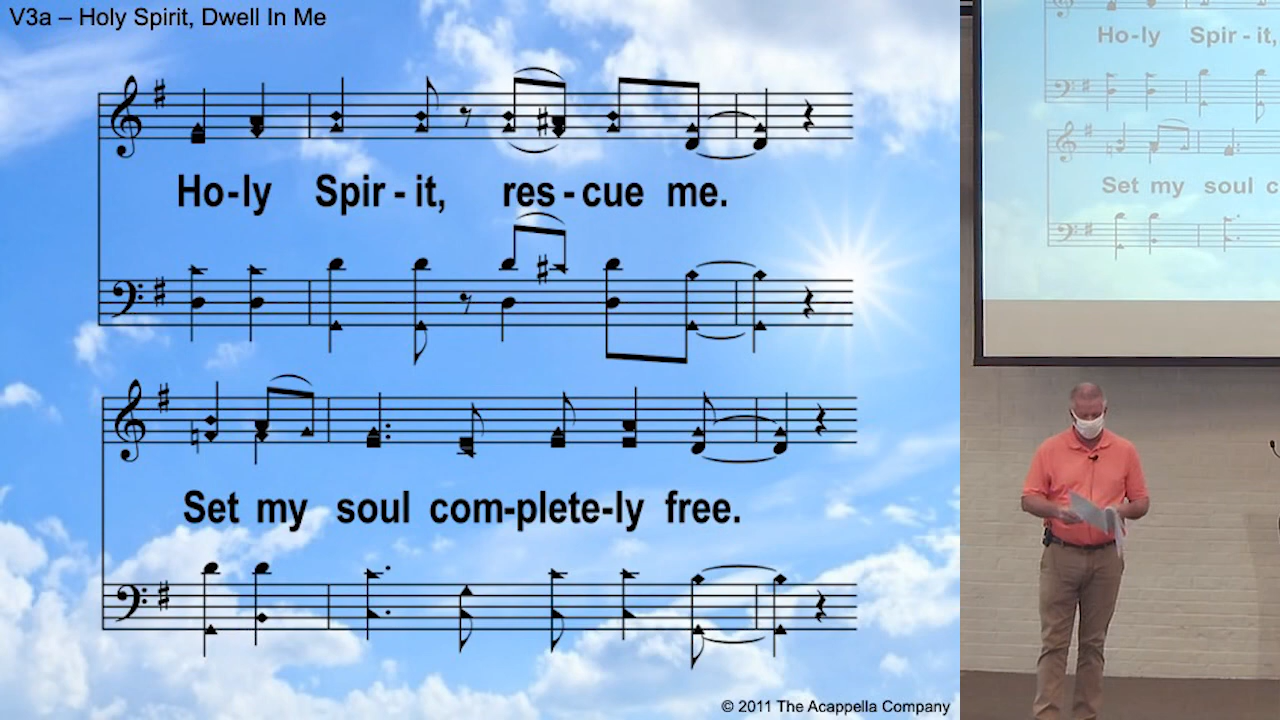 V3a – Holy Spirit, Dwell In Me
Ho-ly Spir - it, res - cue me.
Set my soul com-plete-ly free.
© 2011 The Acappella Company
Ho-ly Spir - it,
Set my soul c